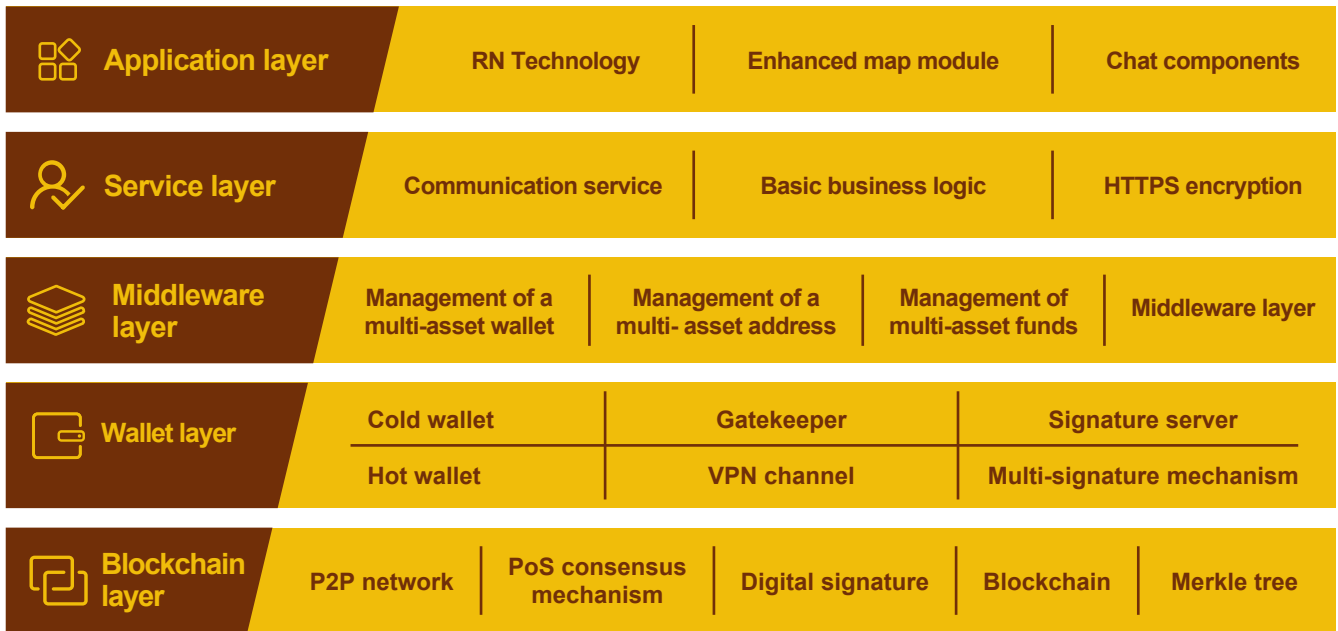 Application layer
RN Technology
Enhanced map module
Chat components
Service layer
Communication service
Basic business logic
HTTPS encryption
Middleware
layer
Management of a
multi-asset wallet
Management of a
multi- asset address
Management of
multi-asset funds
Middleware layer
Wallet layer
Cold wallet
Gatekeeper
Signature server
Hot wallet
VPN channel
Multi-signature mechanism
Blockchain
layer
P2P network
PoS consensus
mechanism
Digital signature
Blockchain
Merkle tree